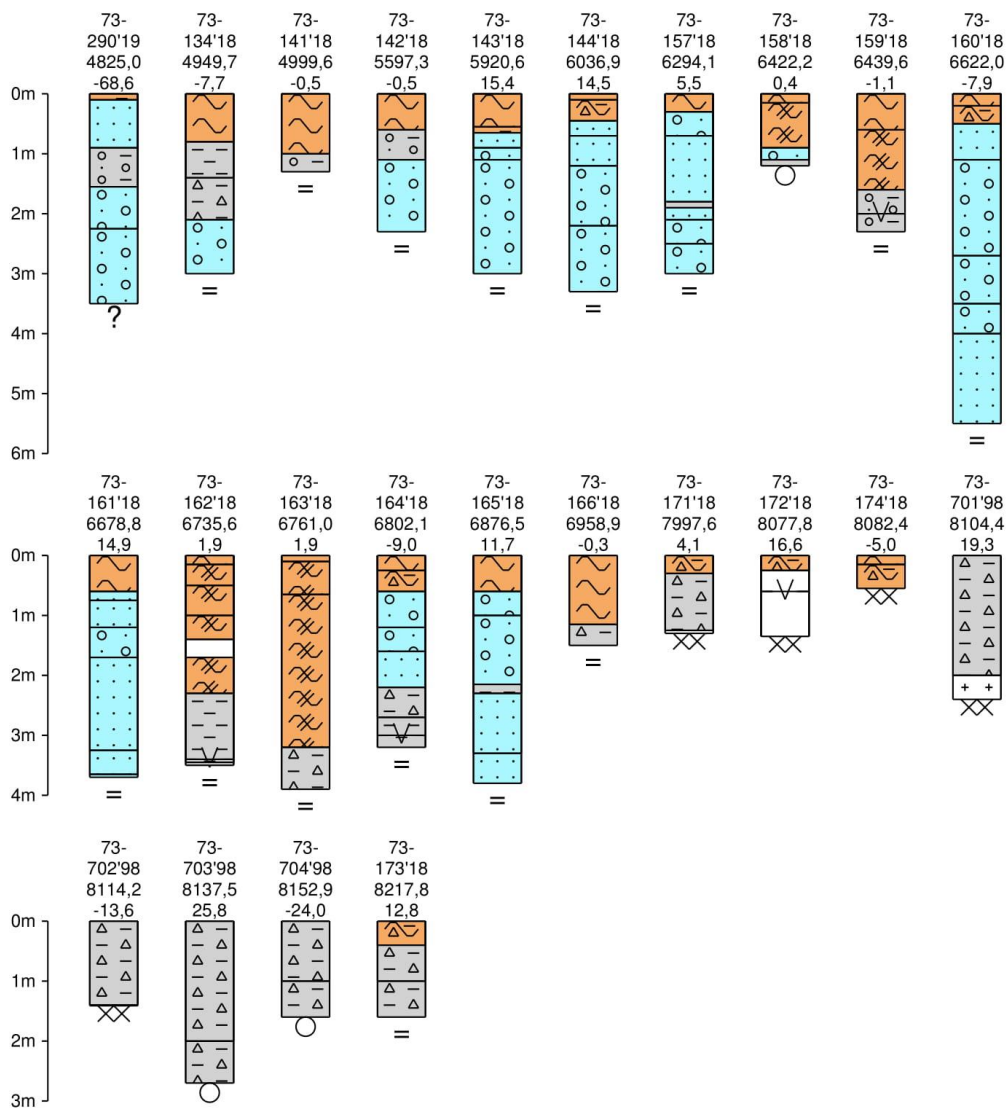 73- 73- 73- 73- 73- 73- 73- 73- 73- 73-
290'19 134'18 141'18 142'18 143'18 144'18 157'18 158'18 159'18 160'18
4825,0 4949,7 4999,6 5597,3 5920,6 6036,9 6294,1 6422,2 6439,6 6622,0
-68,6 -7,7 -0,5 -0,5 15,4 14,5 5,5 0,4 -1,1 -7,9
0m
1m
2m
3m
?
4m
5m
6m
73- 73- 73- 73- 73- 73- 73- 73- 73- 73-
161'18 162'18 163'18 164'18 165'18 166'18 171'18 172'18 174'18 701'98
6678,8 6735,6 6761,0 6802,1 6876,5 6958,9 7997,6 8077,8 8082,4 8104,4
14,9 1,9 1,9 -9,0 11,7 -0,3 4,1 16,6 -5,0 19,3
0m
1m
2m
3m
4m
73- 73- 73- 73-
702'98 703'98 704'98 173'18
8114,2 8137,5 8152,9 8217,8
-13,6 25,8 -24,0 12,8
0m
1m
2m
3m